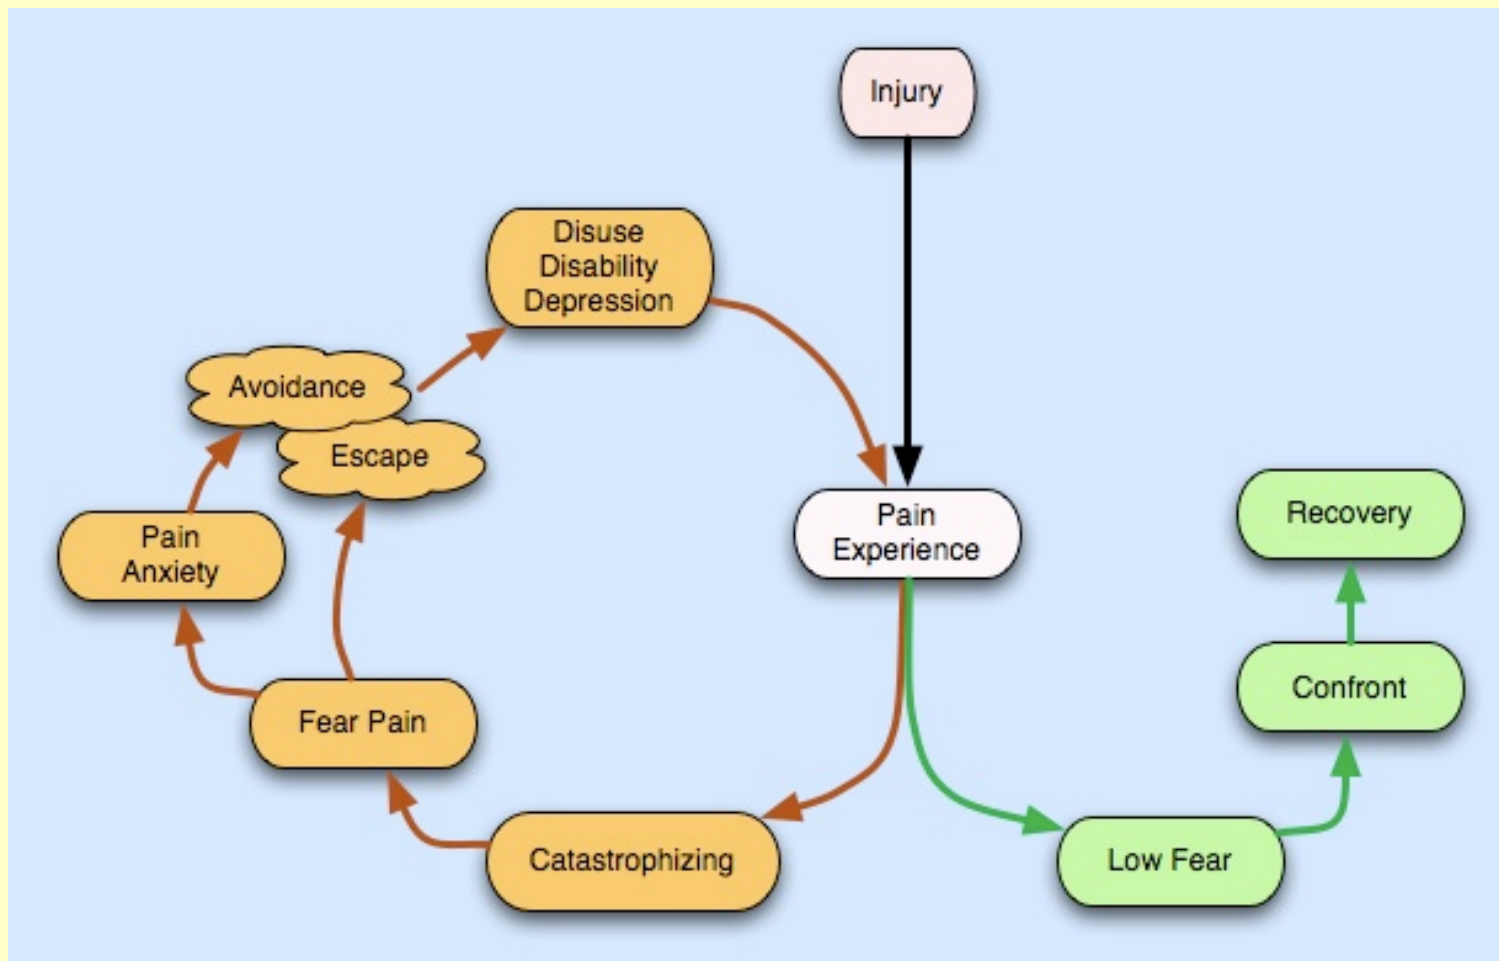 Injury
Disuse
Disability
Depression
Avoidance
Escape
Pain
Experience
Recovery
Pain
Anxiety
Confront
Fear Pain
Catastrophizing
Low Fear